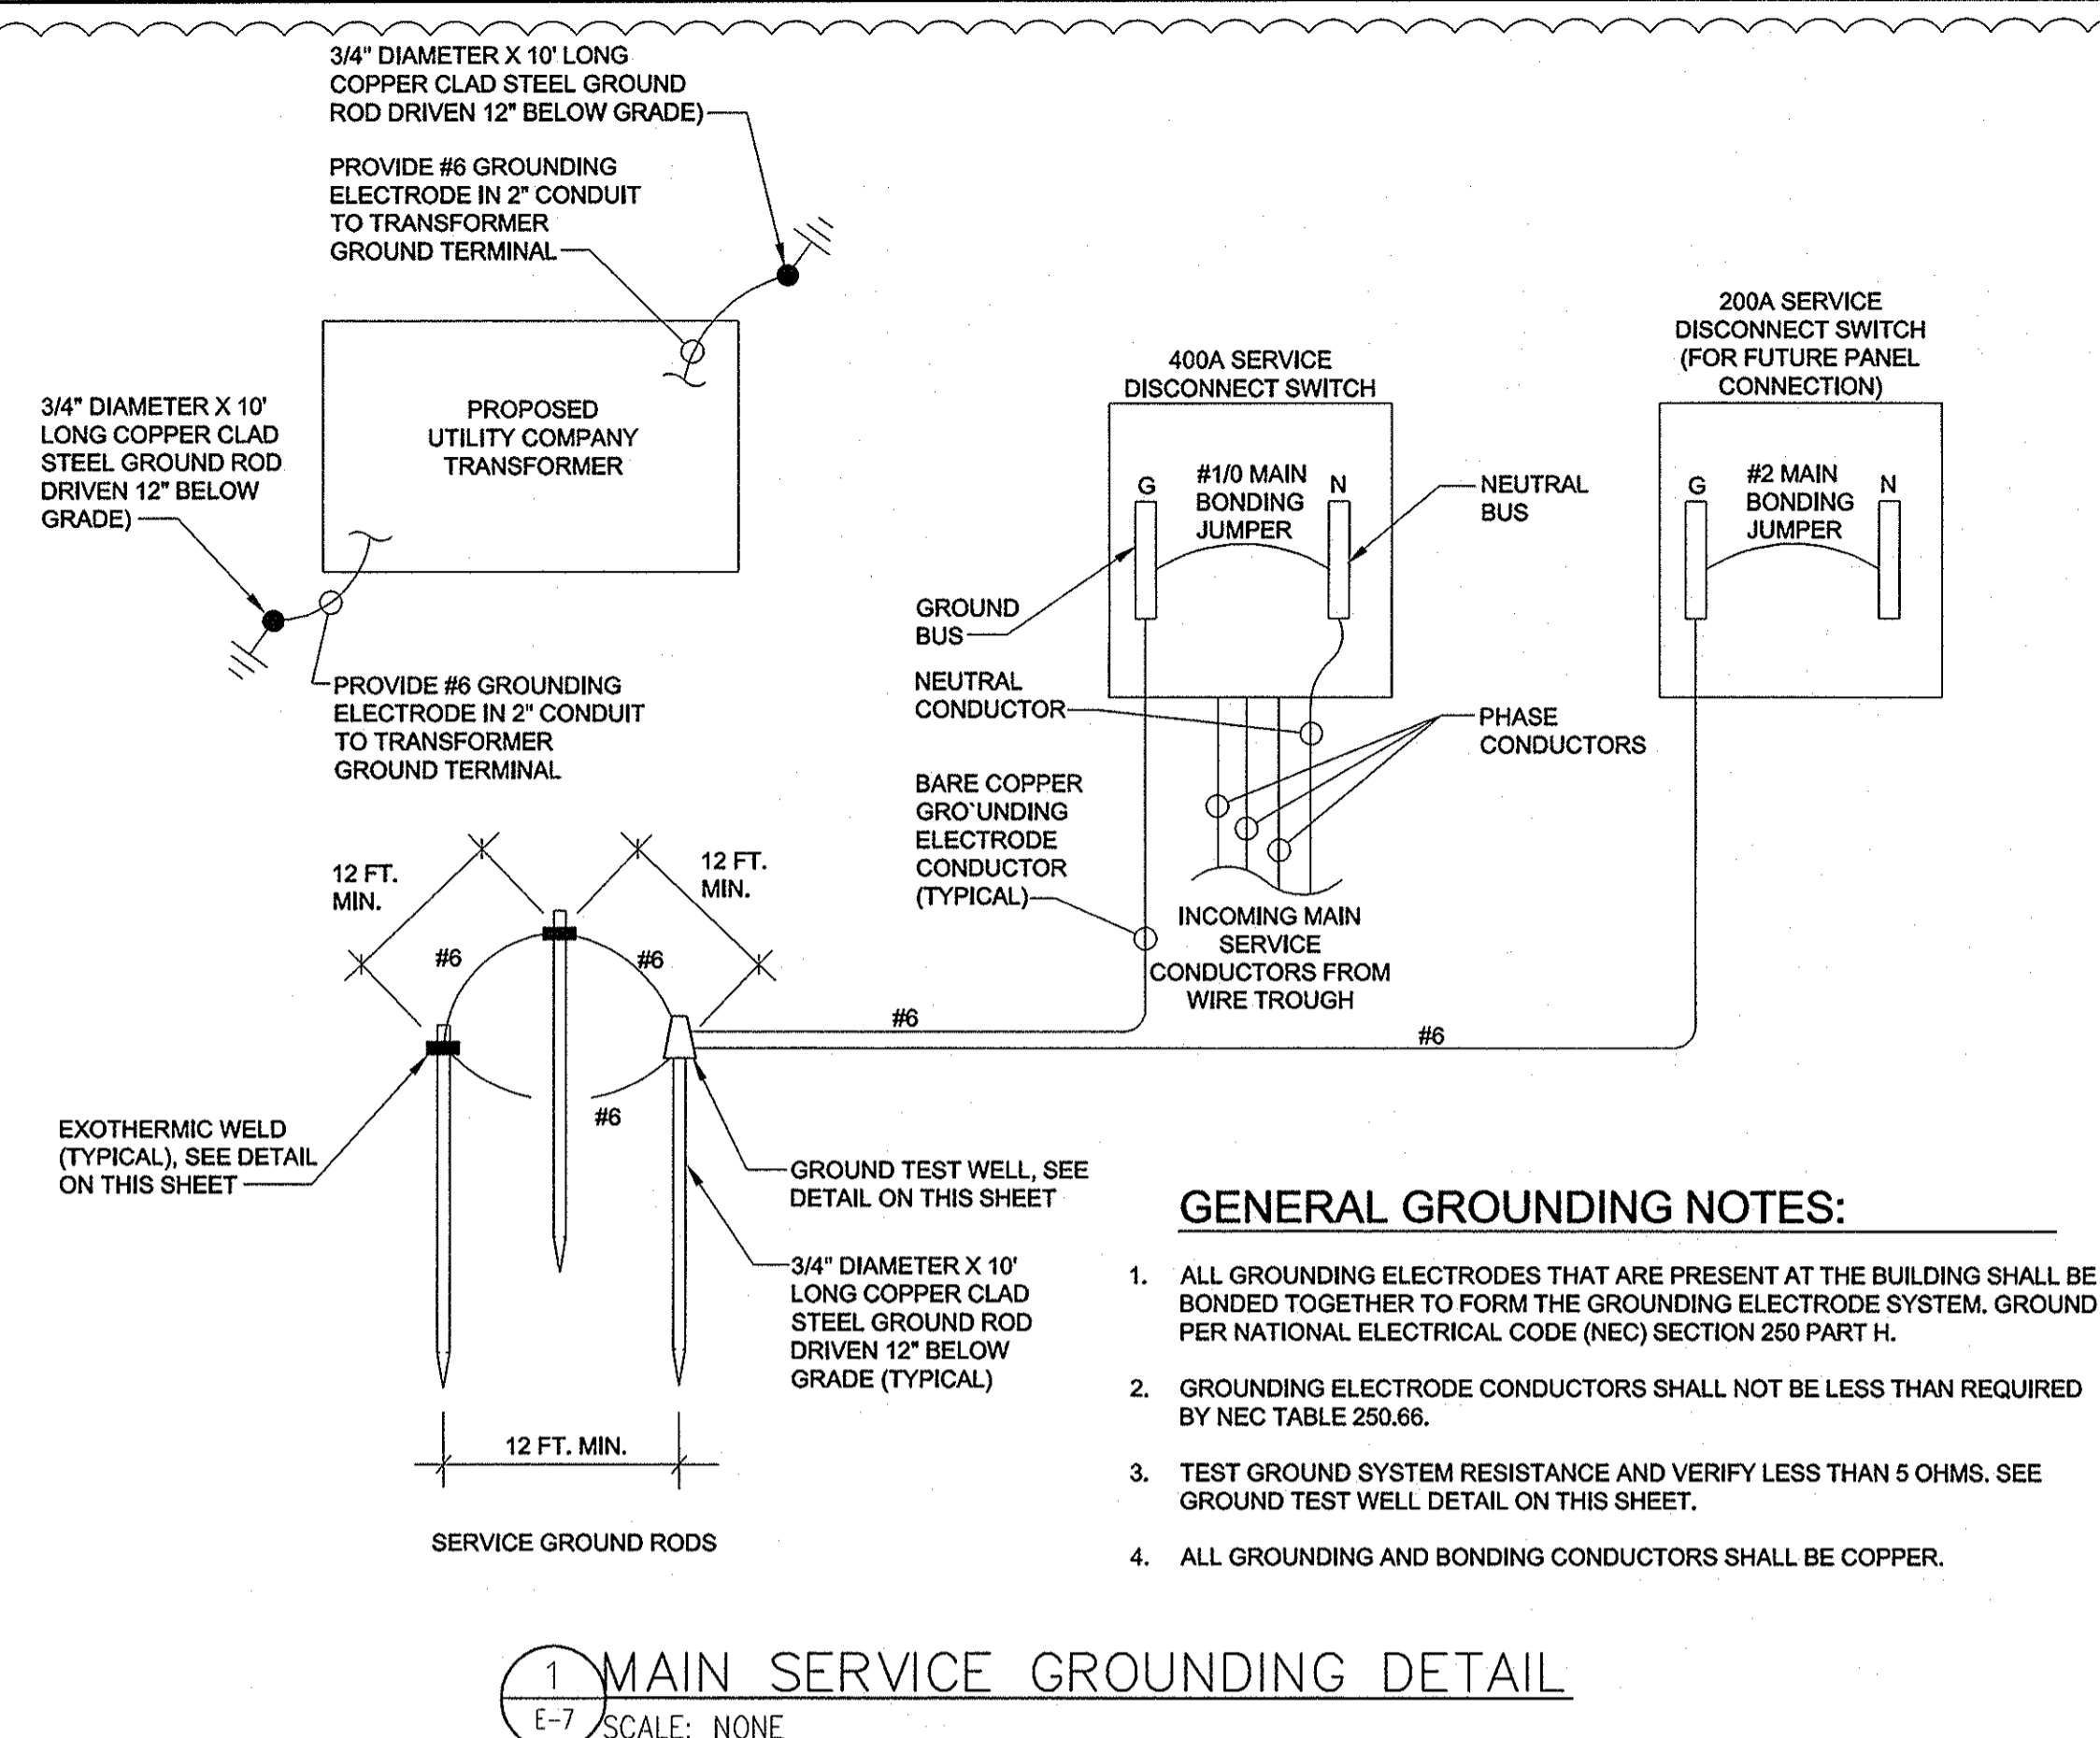 3/4" DIAMETER X 10' LONG
COPPER CLAD STEEL GROUND
ROD DRIVEN 12" BELOW GRADE)
PROVIDE #6 GROUNDING
ELECTRODE IN 2" CONDUIT
TO TRANSFORMER
GROUND TERMINAL
3/4" DIAMETER X 10'
LONG COPPER CLAD
STEEL GROUND ROD
DRIVEN 12" BELOW
GRADE)
PROPOSED
UTILITY COMPANY
TRANSFORMER
PROVIDE #6 GROUNDING
ELECTRODE IN 2" CONDUIT
TO TRANSFORMER
GROUND TERMINAL
400A SERVICE
DISCONNECT SWITCH
G
#1/0 MAIN
BONDING
JUMPER
N
NEUTRAL
BUS
200A SERVICE
DISCONNECT SWITCH
(FOR FUTURE PANEL
CONNECTION)
G
#2 MAIN
BONDING
JUMPER
N
GROUND
BUS
NEUTRAL
CONDUCTOR
PHASE
CONDUCTORS
BARE COPPER
GRO`UNDING
ELECTRODE
CONDUCTOR
(TYPICAL)
INCOMING MAIN
SERVICE
CONDUCTORS FROM
WIRE TROUGH
12 FT.
MIN.
12 FT.
MIN.
#6
#6
#6
#6
#6
EXOTHERMIC WELD
(TYPICAL), SEE DETAIL
ON THIS SHEET
GROUND TEST WELL, SEE
DETAIL ON THIS SHEET
3/4" DIAMETER X 10'
LONG COPPER CLAD
STEEL GROUND ROD
DRIVEN 12" BELOW
GRADE (TYPICAL)
12 FT. MIN.
SERVICE GROUND RODS
GENERAL GROUNDING NOTES:
1. ALL GROUNDING ELECTRODES THAT ARE PRESENT AT THE BUILDING SHALL BE
BONDED TOGETHER TO FORM THE GROUNDING ELECTRODE SYSTEM. GROUND
PER NATIONAL ELECTRICAL CODE (NEC) SECTION 250 PART H.
2. GROUNDING ELECTRODE CONDUCTORS SHALL NOT BE LESS THAN REQUIRED
BY NEC TABLE 250.66.
3. TEST GROUND SYSTEM RESISTANCE AND VERIFY LESS THAN 5 OHMS. SEE
GROUND TEST WELL DETAIL ON THIS SHEET.
4. ALL GROUNDING AND BONDING CONDUCTORS SHALL BE COPPER.
1
E-7
MAIN SERVICE GROUNDING DETAIL
SCALE: NONE